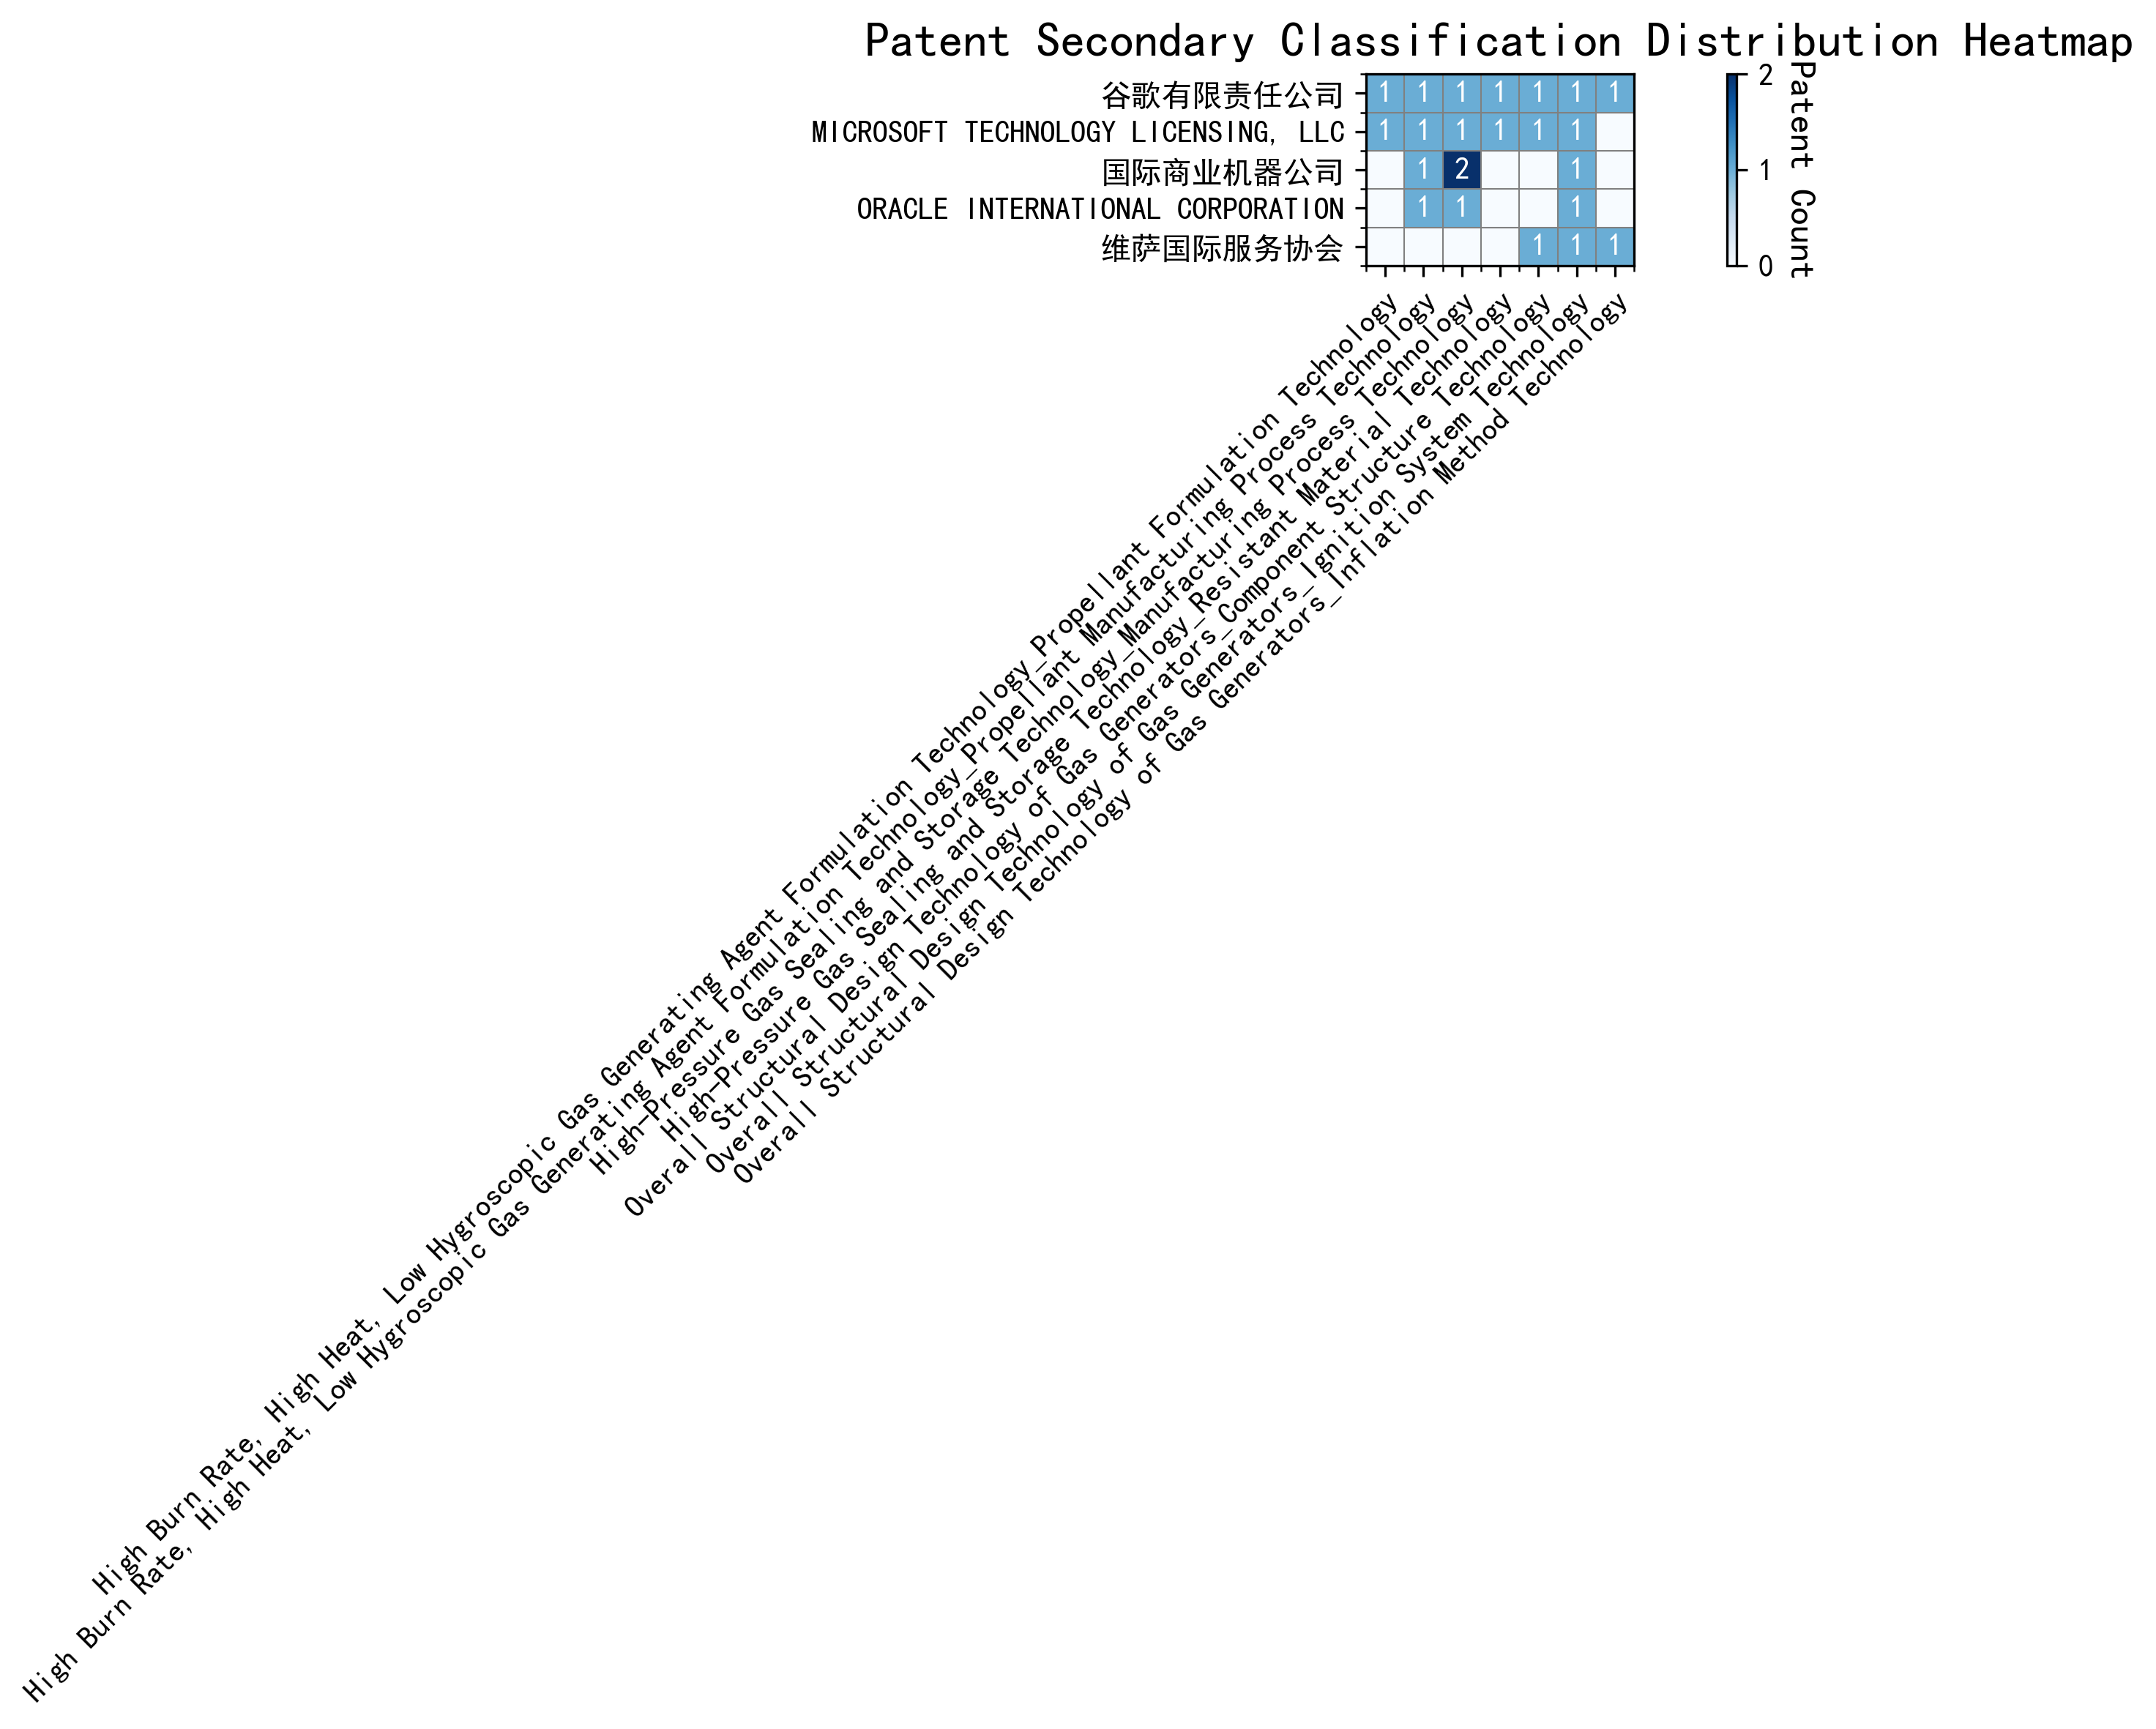 Patent Secondary Classification Distribution Heatmap
谷歌有限责任公司
1 1 1 1 1 1 1
MICROSOFT TECHNOLOGY LICENSING, LLC
1 1 1 1 1 1
国际商业机器公司
1 2 1
ORACLE INTERNATIONAL CORPORATION
1 1 1
维萨国际服务协会
1 1 1
2
1
0
Patent Count
High Burn Rate, High Heat, Low Hygroscopic Gas Generating Agent Formulation Technology_Propellant Formulation Technology
High Burn Rate, High Heat, Low Hygroscopic Gas Generating Agent Formulation Technology_Propellant Manufacturing Process Technology
High-Pressure Gas Sealing and Storage Technology_Manufacturing Process Technology
High-Pressure Gas Sealing and Storage Technology_Resistant Material Technology
Overall Structural Design Technology of Gas Generators_Component Structure Technology
Overall Structural Design Technology of Gas Generators_Ignition System Technology
Overall Structural Design Technology of Gas Generators_Inflation Method Technology